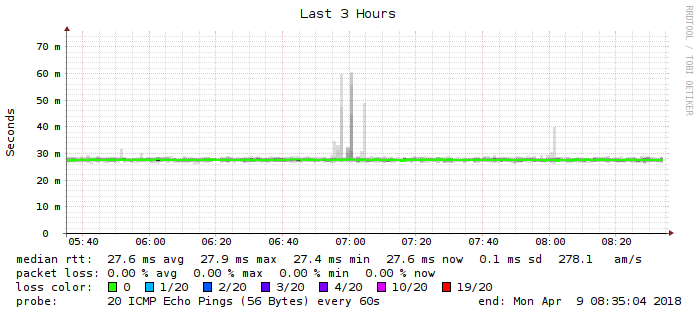 Last 3 Hours
RRDTOOL / TOBI OETIKER
Seconds
70 m
60 m
50 m
40 m
30 m
20 m
10 m
0
05:40 06:00 06:20 06:40 07:00 07:20 07:40 08:00 08:20
median rtt: 27.6 ms avg 27.9 ms max 27.4 ms min 27.6 ms now 0.1 ms sd 278.1 am/s
packet loss: 0.00 % avg 0.00 % max 0.00 % min 0.00 % now
loss color: 0 1/20 2/20 3/20 4/20 10/20 19/20
probe: 20 ICMP Echo Pings (56 Bytes) every 60s end: Mon Apr 9 08:35:04 2018